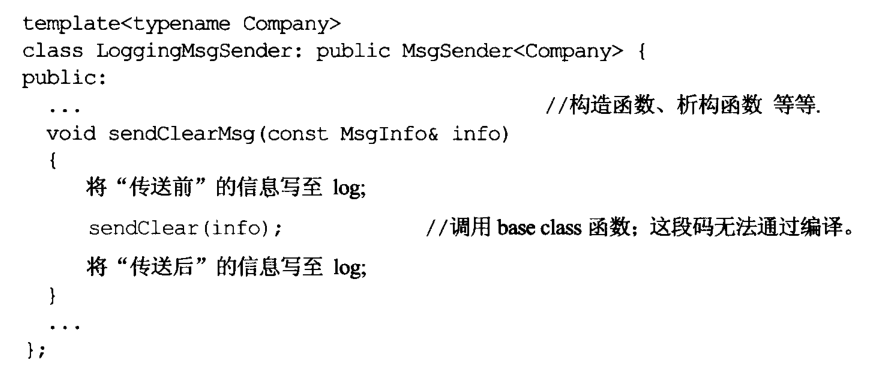 template<typename Company>
class LoggingMsgSender: public MsgSender<Company> {
public:
  ...                                        //构造函数、析构函数 等等.
  void sendClearMsg(const MsgInfo& info)
  {
     将“传送前”的信息写至 log;
     sendClear(info);              //调用 base class 函数；这段码无法通过编译。
     将“传送后”的信息写至 log;
  }
  ...
};